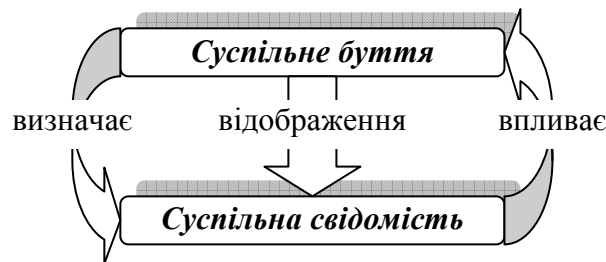 Суспільне буття
визначає відображення впливає
Суспільна свідомість